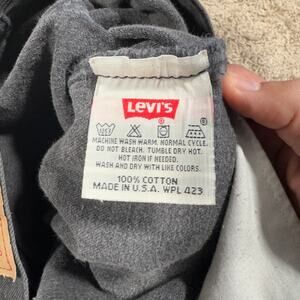 Levi's
MACHINE WASH WARM. NORMAL CYCLE.
DO NOT BLEACH. TUMBLE DRY HOT.
HOT IRON IF NEEDED.
WASH AND DRY WITH LIKE COLORS.
100% COTTON
MADE IN U.S.A. WPL 423